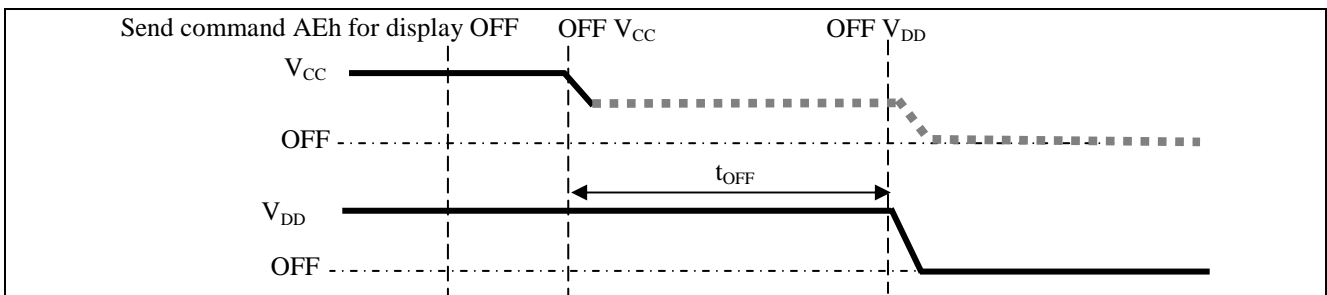 Send command AEh for display OFF OFF VCC OFF VDD
VCC
OFF
tOFF
VDD
OFF